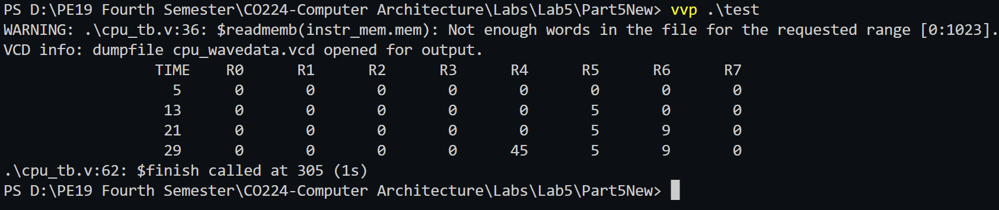 PS D:\PE19 Fourth Semester\CO224-Computer Architecture\Labs\Lab5\Part5New> vvp .\test
WARNING: .\cpu_tb.v:36: $readmemb(instr_mem.mem): Not enough words in the file for the requested range [0:1023].
VCD info: dumpfile cpu_wavedata.vcd opened for output.
TIME R0 R1 R2 R3 R4 R5 R6 R7
5 0 0 0 0 0 0 0 0
13 0 0 0 0 0 5 0 0
21 0 0 0 0 0 5 9 0
29 0 0 0 0 45 5 9 0
.\cpu_tb.v:62: $finish called at 305 (1s)
PS D:\PE19 Fourth Semester\CO224-Computer Architecture\Labs\Lab5\Part5New>